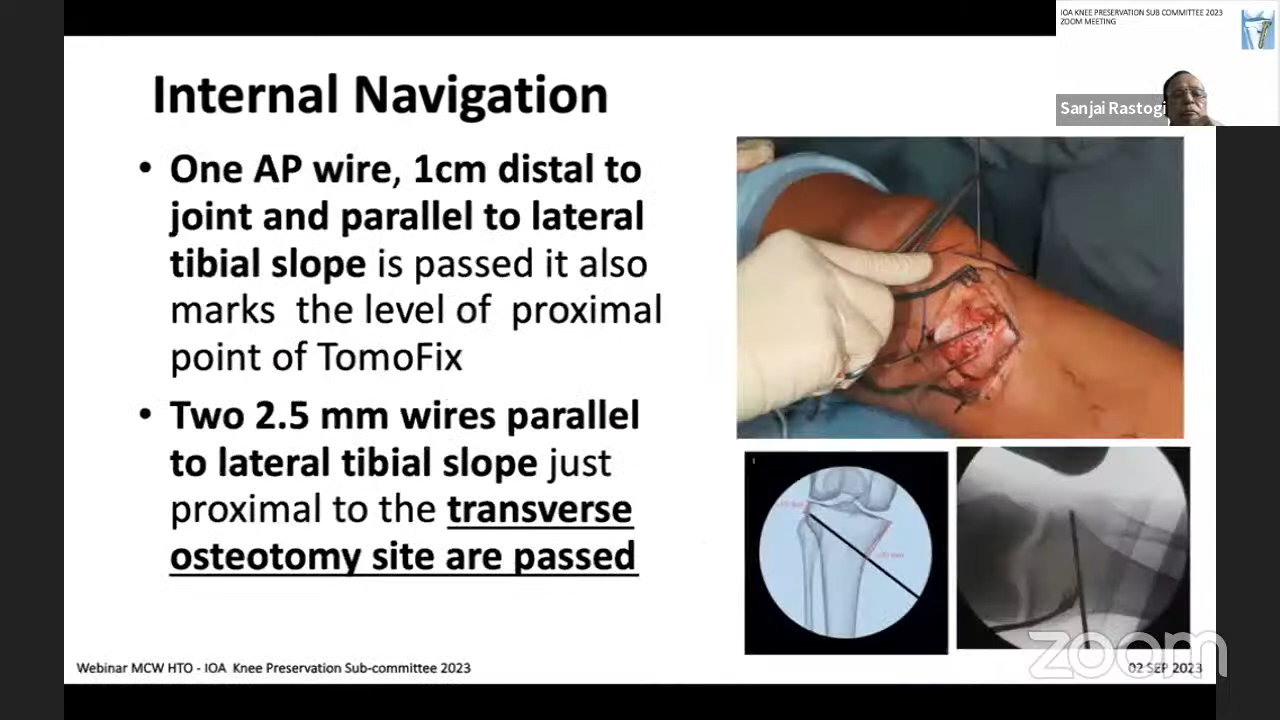 IOA KNEE PRESERVATION SUB COMMITTEE 2023
ZOOM MEETING
Sanjai Rastogi
Internal Navigation
• One AP wire, 1cm distal to
joint and parallel to lateral
tibial slope is passed it also
marks the level of proximal
point of TomoFix
• Two 2.5 mm wires parallel
to lateral tibial slope just
proximal to the transverse
osteotomy site are passed
Webinar MCW HTO - IOA Knee Preservation Sub-committee 2023
02 SEP 2023
zoom